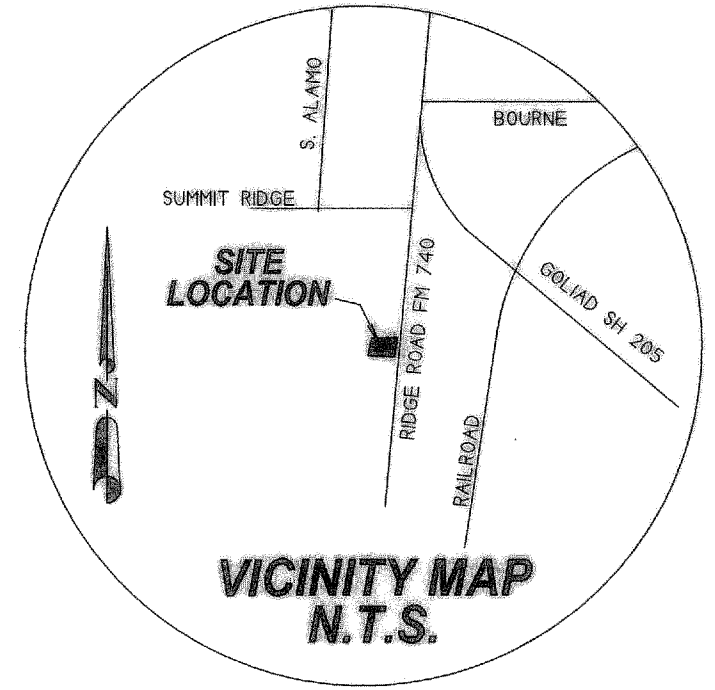 S. ALAMO
BOURNE
SUMMIT RIDGE
SITE
LOCATION
RIDGE ROAD FM 740
GOLIAD SH 205
N
RAILROAD
VICINITY MAP
N.T.S.